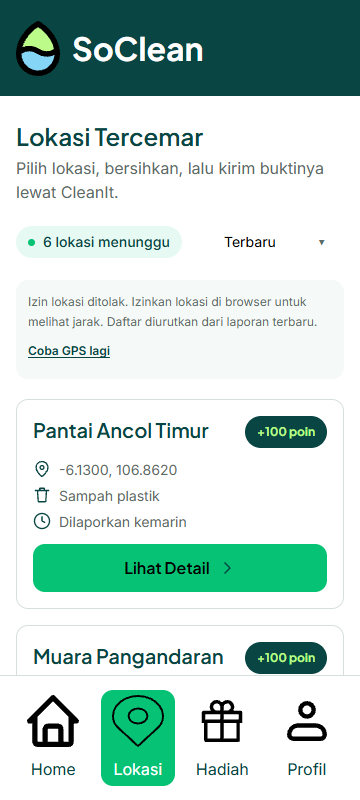 SoClean
Lokasi Tercemar
Pilih lokasi, bersihkan, lalu kirim buktinya
lewat CleanIt.
6 lokasi menunggu
Terbaru
Izin lokasi ditolak. Izinkan lokasi di browser untuk
melihat jarak. Daftar diurutkan dari laporan terbaru.
Coba GPS lagi
Pantai Ancol Timur
+100 poin
-6.1300, 106.8620
Sampah plastik
Dilaporkan kemarin
Lihat Detail
Muara Pangandaran
+100 poin
Home
Lokasi
Hadiah
Profil